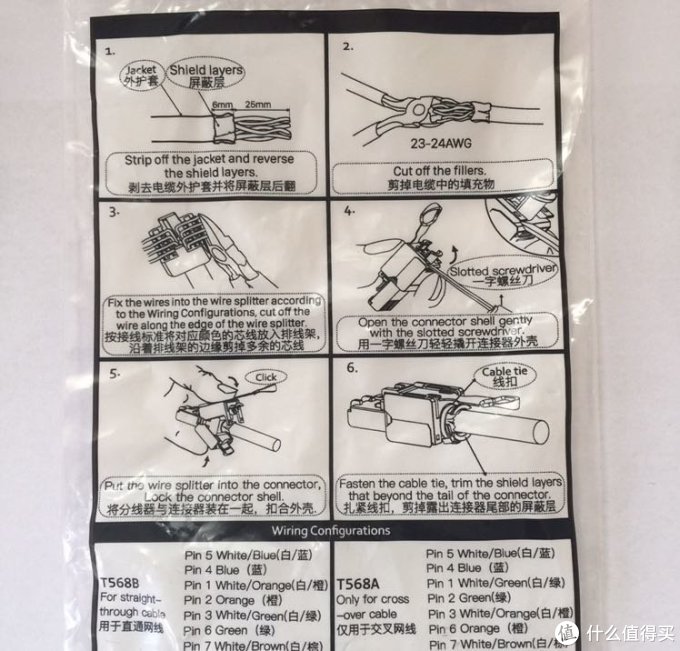 1.
Jacket
外护套
Shield layers
屏蔽层
6mm
25mm
Strip off the jacket and reverse
the shield layers.
剥去电缆外护套并将屏蔽层后翻
2.
23-24AWG
Cut off the fillers.
剪掉电缆中的填充物
3.
Fix the wires into the wire splitter according
to the Wiring Configurations, cut off the
wire along the edge of the wire splitter.
按接线标准将对应颜色的芯线放入排线架,
沿着排线架的边缘剪掉多余的芯线
4.
Slotted screwdriver
一字螺丝刀
Open the connector shell gently
with the slotted screwdriver.
用一字螺丝刀轻轻撬开连接器外壳
5.
Click
Put the wire splitter into the connector,
Lock the connector shell.
将分线器与连接器装在一起，扣合外壳.
6.
Cable tie
线扣
Fasten the cable tie, trim the shield layers
that beyond the tail of the connector.
扎紧线扣，剪掉露出连接器尾部的屏蔽层
Wiring Configurations
T568B
For straight-
through cable
用于直通网线
Pin 5 White/Blue(白/蓝)
Pin 4 Blue (蓝)
Pin 1 White/Orange(白/橙)
Pin 2 Orange (橙)
Pin 3 White/Green(白/绿)
Pin 6 Green (绿)
Pin 7 White/Brown(白/棕)
T568A
Only for cross
-over cable
仅用于交叉网线
Pin 5 White/Blue(白/蓝)
Pin 4 Blue (蓝)
Pin 1 White/Green(白/绿)
Pin 2 Green (绿)
Pin 3 White/Orange(白/橙)
Pin 6 Orange (橙)
Pin 7 White/Brown(白/棕)
值 什么值得买